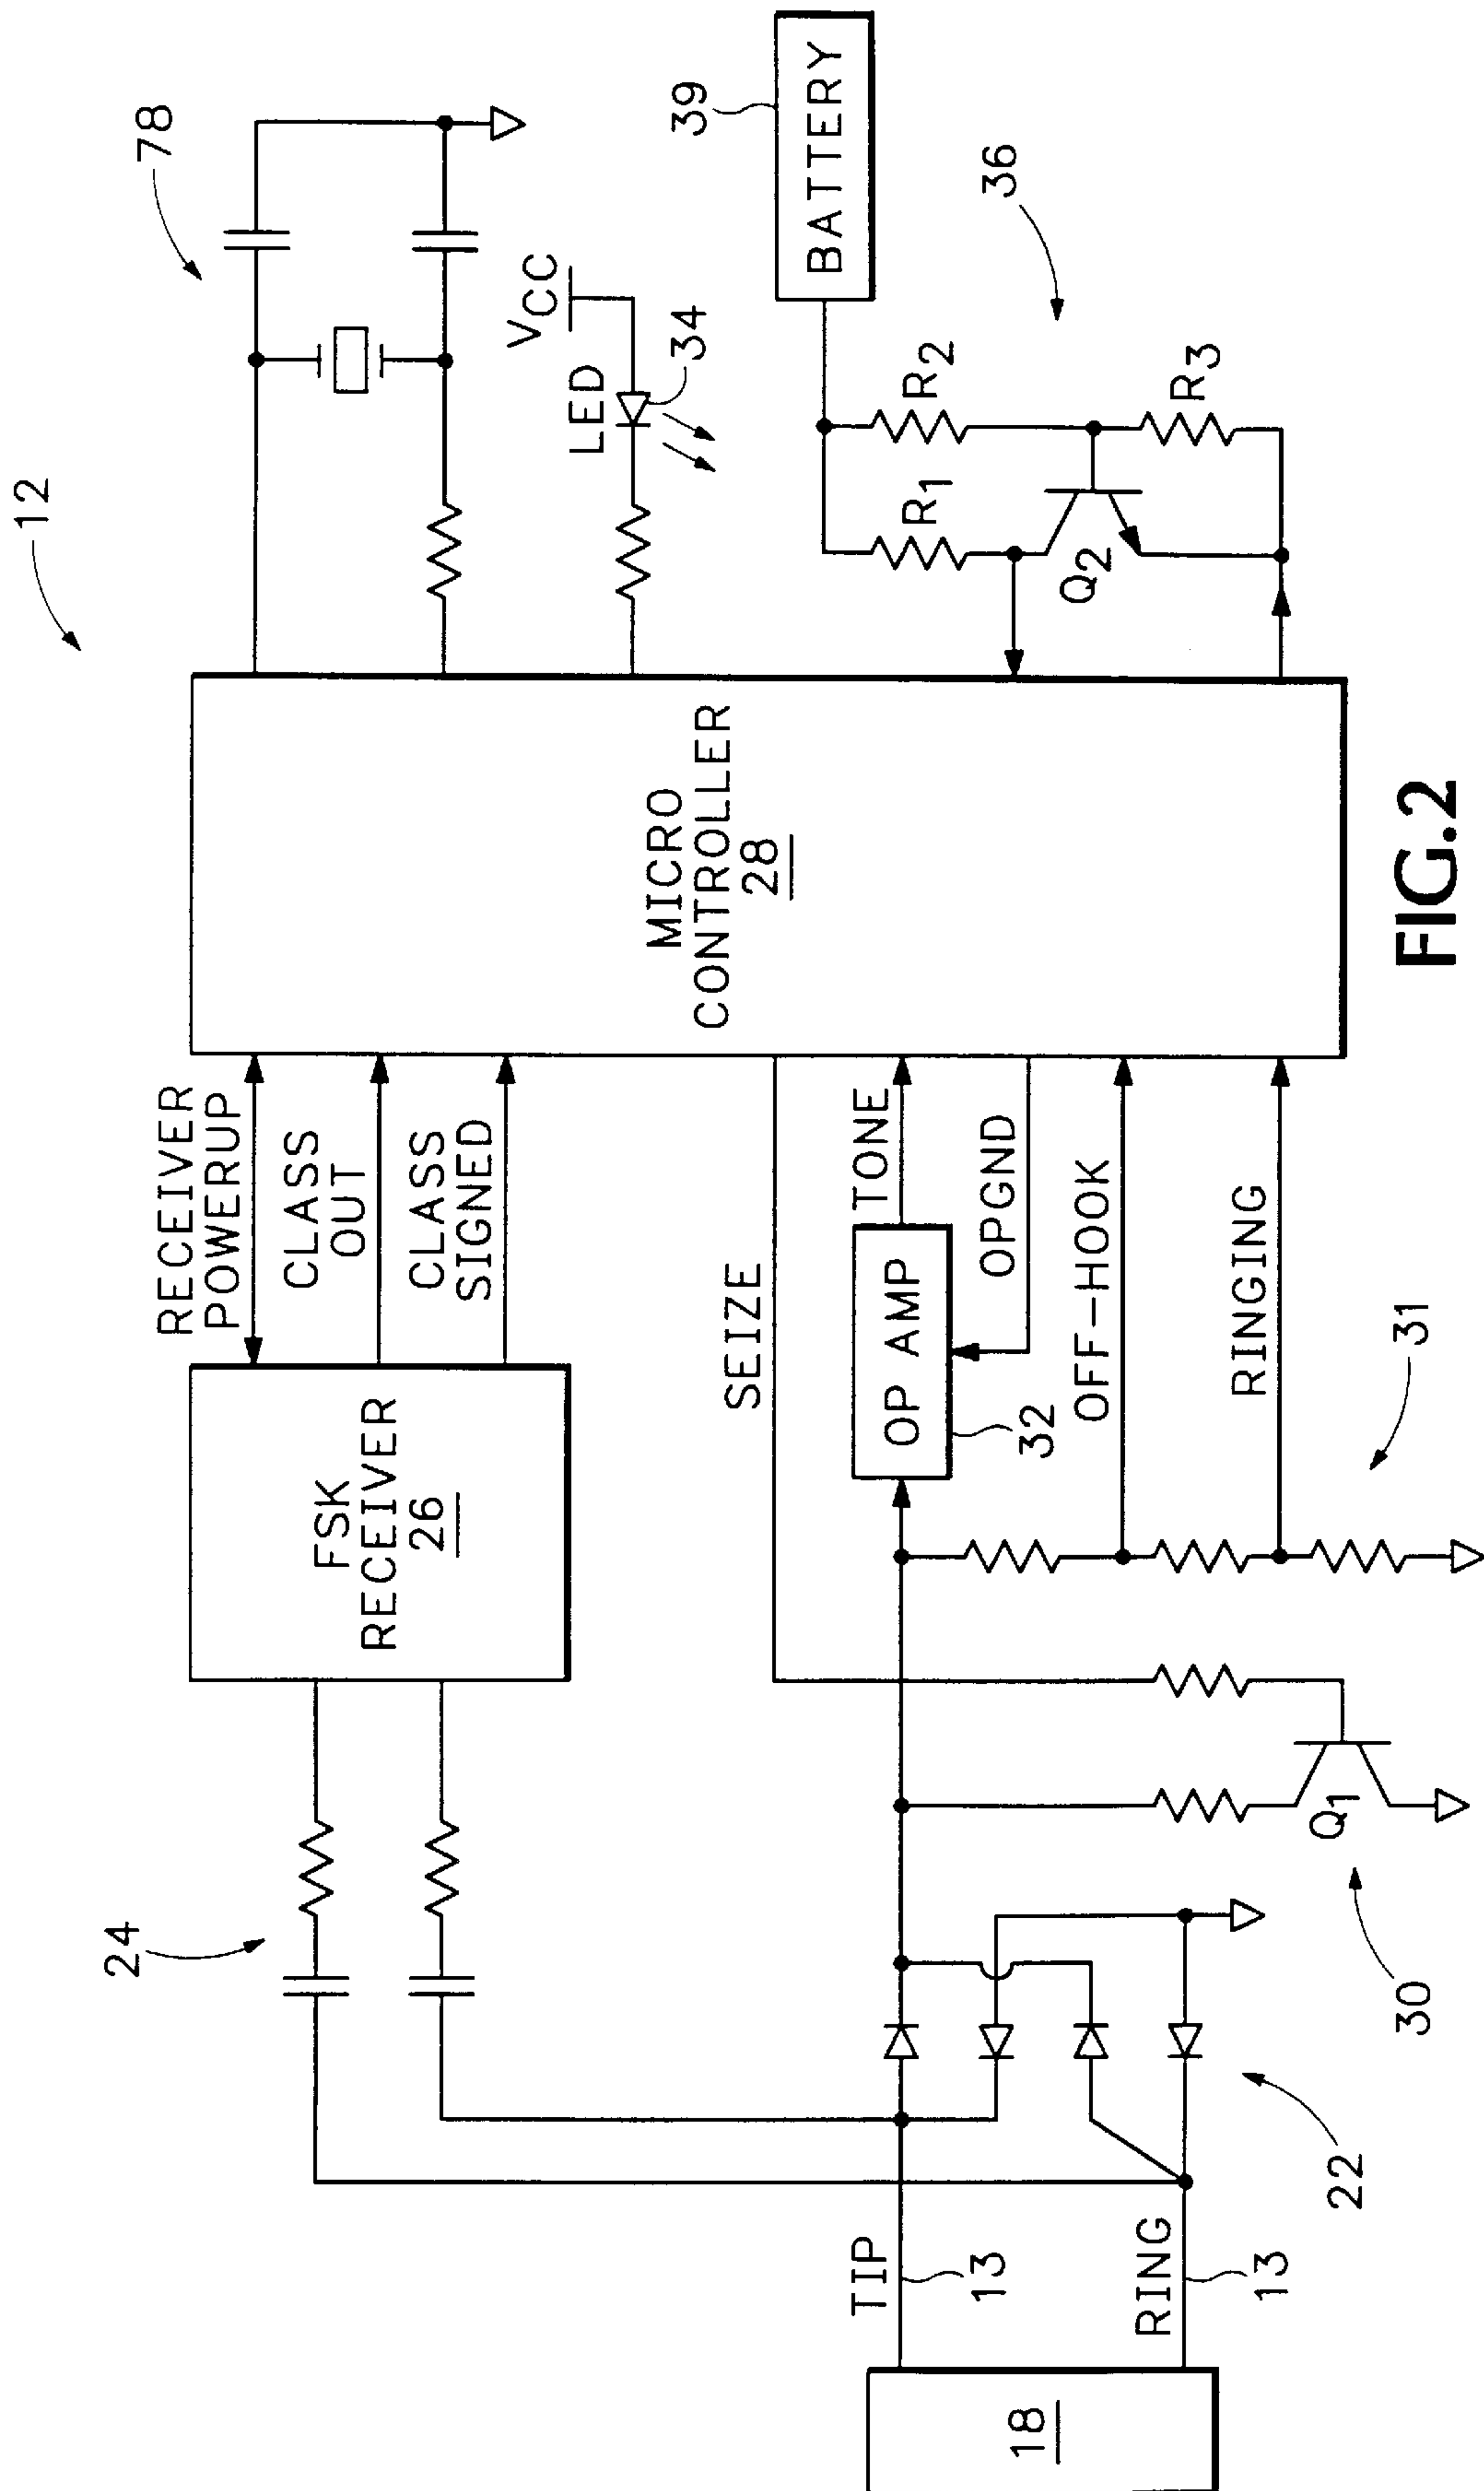 12
78
24
RECEIVER
POWERUP
CLASS
OUT
CLASS
SIGNED
FSK
RECEIVER
26
VCC
LED
34
MICRO
CONTROLLER
28
SEIZE
39
BATTERY
TONE
OP AMP
32
OPGND
OFF-HOOK
RINGING
31
R1
R2
R3
Q2
36
TIP
13
RING
13
18
22
Q1
30
FIG.2